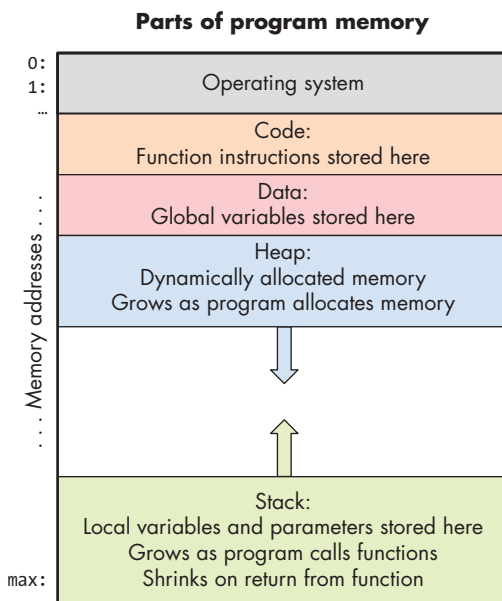 Parts of program memory
0:
1:
...
Operating system
Code:
Function instructions stored here
Data:
Global variables stored here
Heap:
Dynamically allocated memory
Grows as program allocates memory
. . . . Memory addresses . . . .
Stack:
Local variables and parameters stored here
Grows as program calls functions
max:
Shrinks on return from function